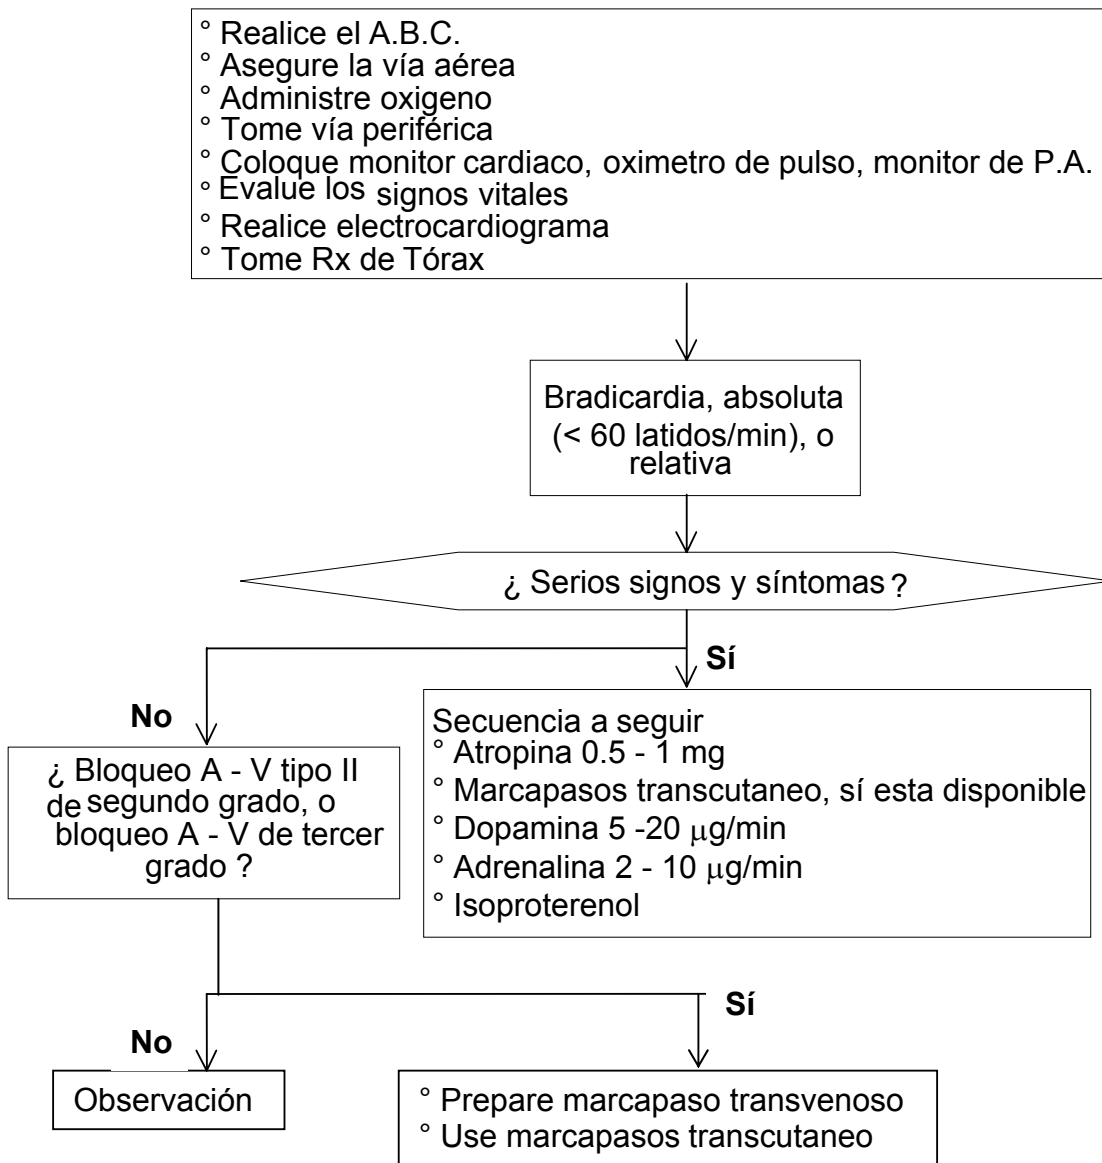 ° Realice el A.B.C.
° Asegure la vía aérea
° Administre oxigeno
° Tome vía periférica
° Coloque monitor cardiaco, oximetro de pulso, monitor de P.A.
° Evalue los signos vitales
° Realice electrocardiograma
° Tome Rx de Tórax
Bradicardia, absoluta
(< 60 latidos/min), o
relativa
¿ Serios signos y síntomas ?
Sí
No
Secuencia a seguir
° Atropina 0.5 - 1 mg
° Marcapasos transcutaneo, sí esta disponible
° Dopamina 5 -20 µg/min
° Adrenalina 2 - 10 µg/min
° Isoproterenol
¿ Bloqueo A - V tipo II
de segundo grado, o
bloqueo A - V de tercer
grado ?
Sí
No
Observación
° Prepare marcapaso transvenoso
° Use marcapasos transcutaneo